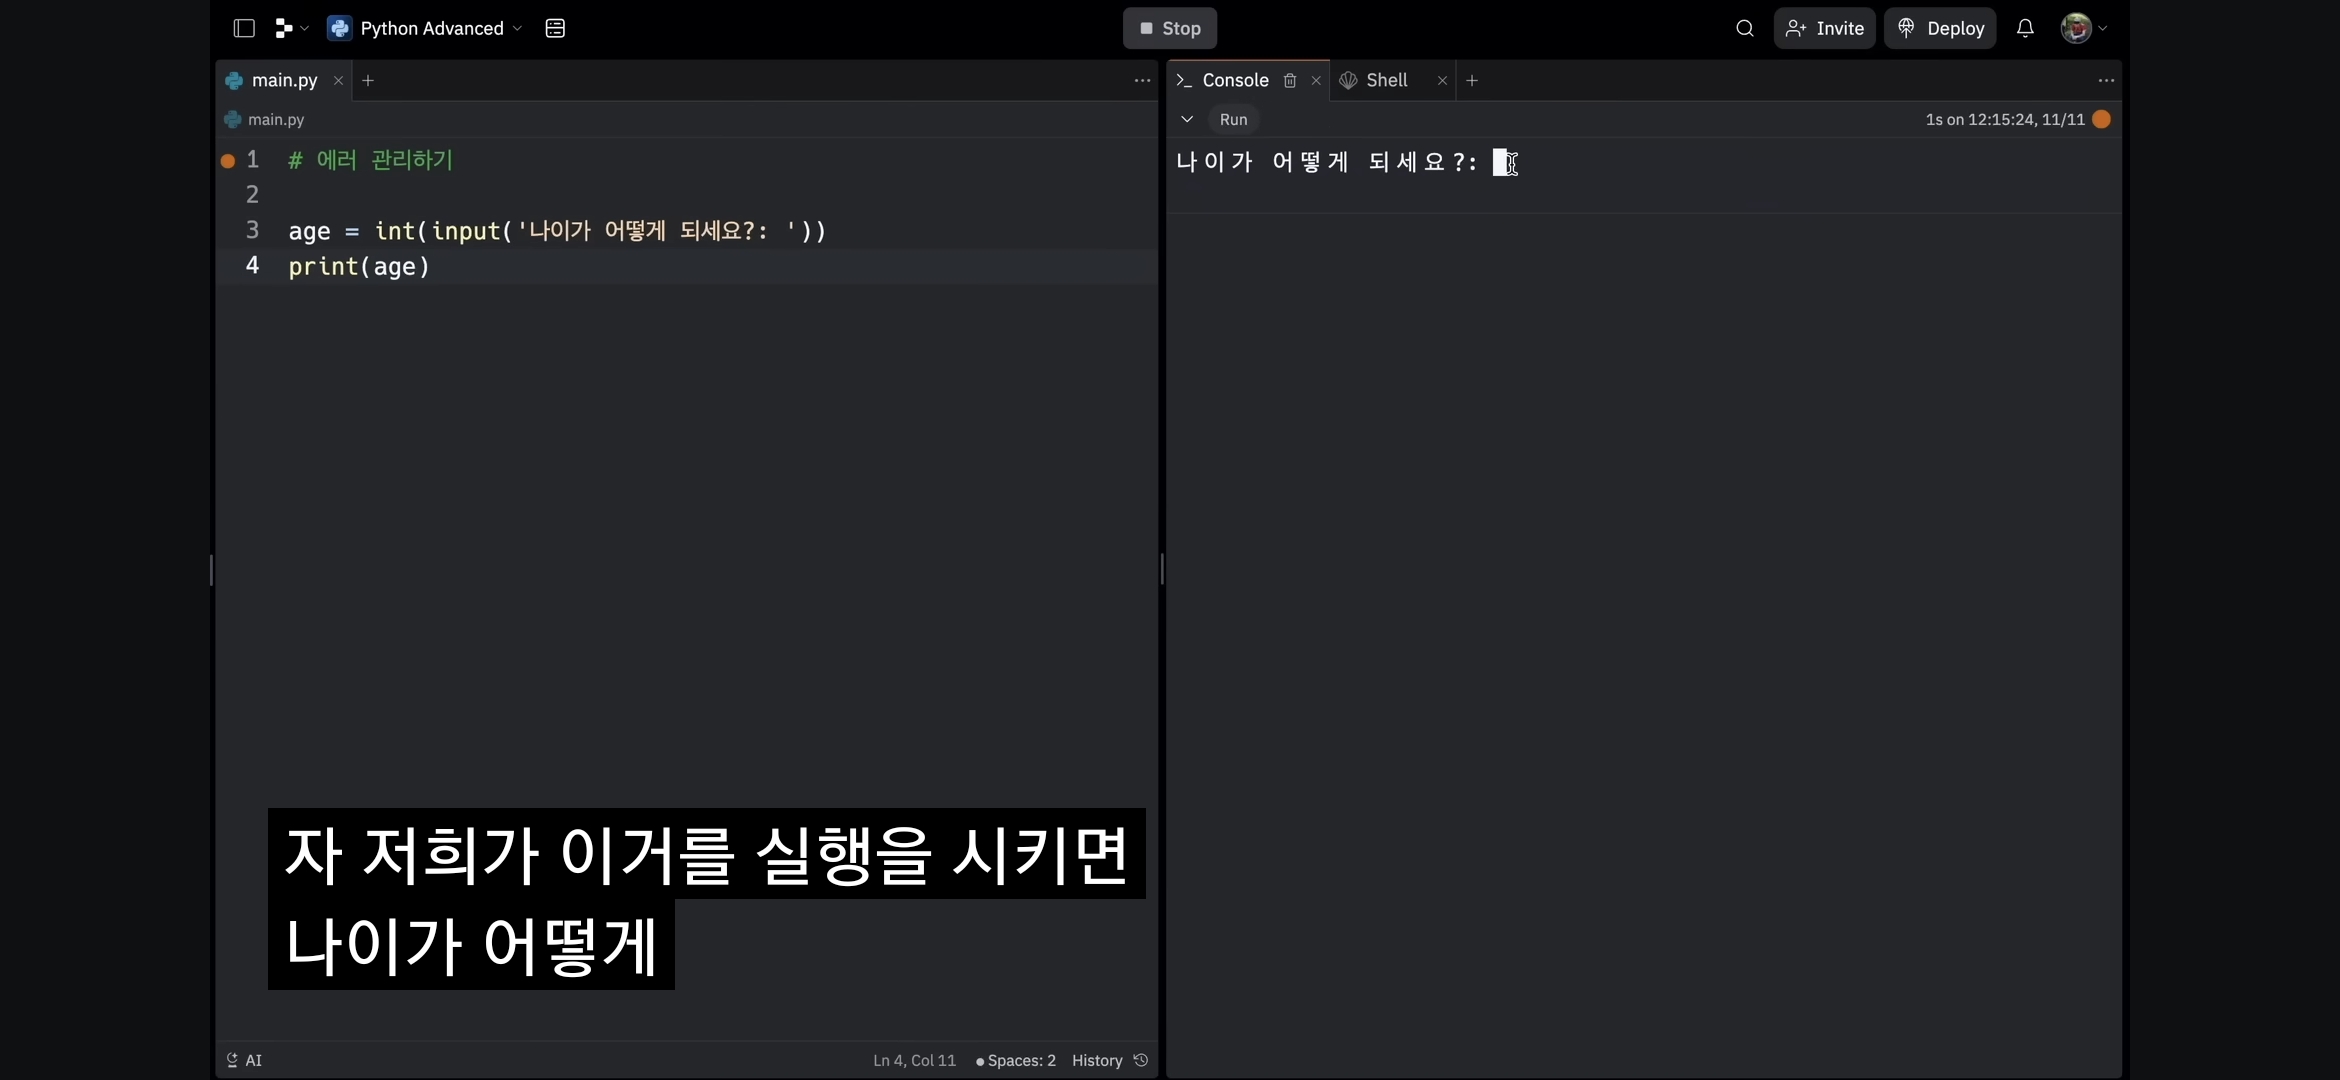 Python Advanced
Stop
Invite
Deploy
main.py
Console
Shell
main.py
Run
1s on 12:15:24, 11/11
1 # 에러 관리하기
2
3 age = int(input('나이가 어떻게 되세요?: '))
4 print(age)
나이가 어떻게 되세요?:
자 저희가 이거를 실행을 시키면
나이가 어떻게
AI
Ln 4, Col 11
Spaces: 2
History